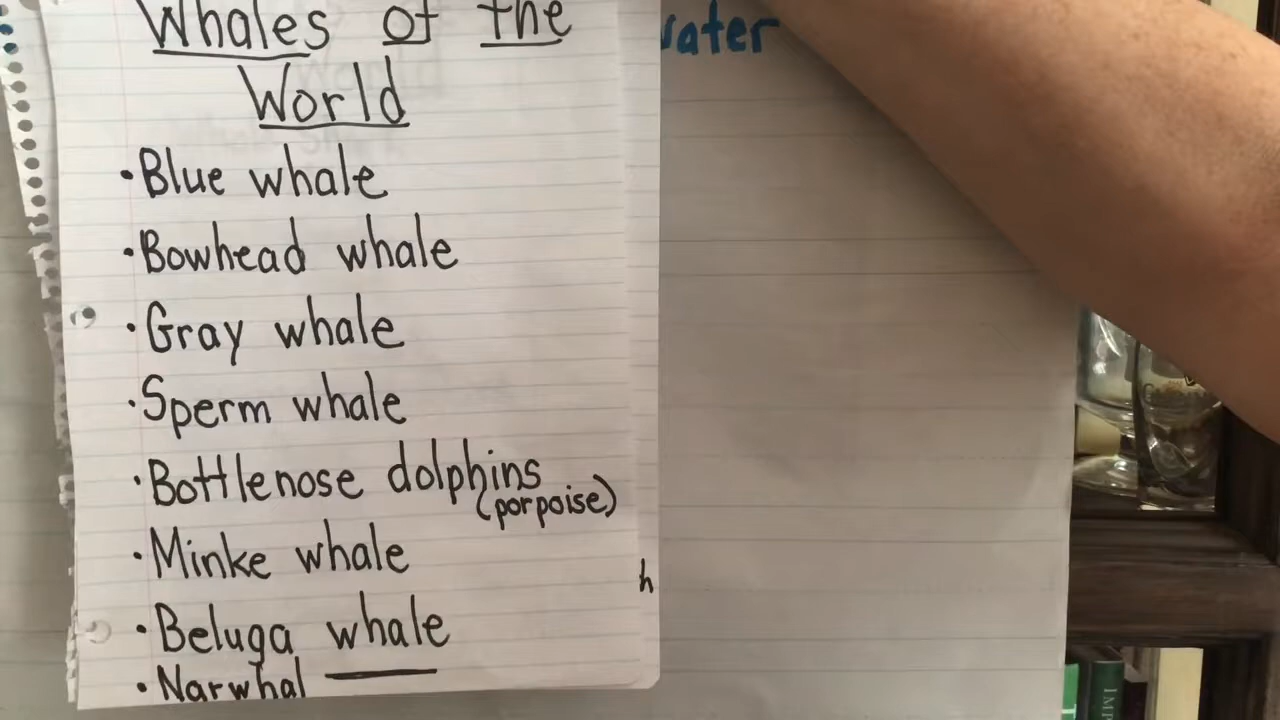 Whales of the
World
• Blue whale
• Bowhead whale
• Gray whale
• Sperm whale
• Bottlenose dolphins
(porpoise)
• Minke whale
h
• Beluga whale
• Narwhal